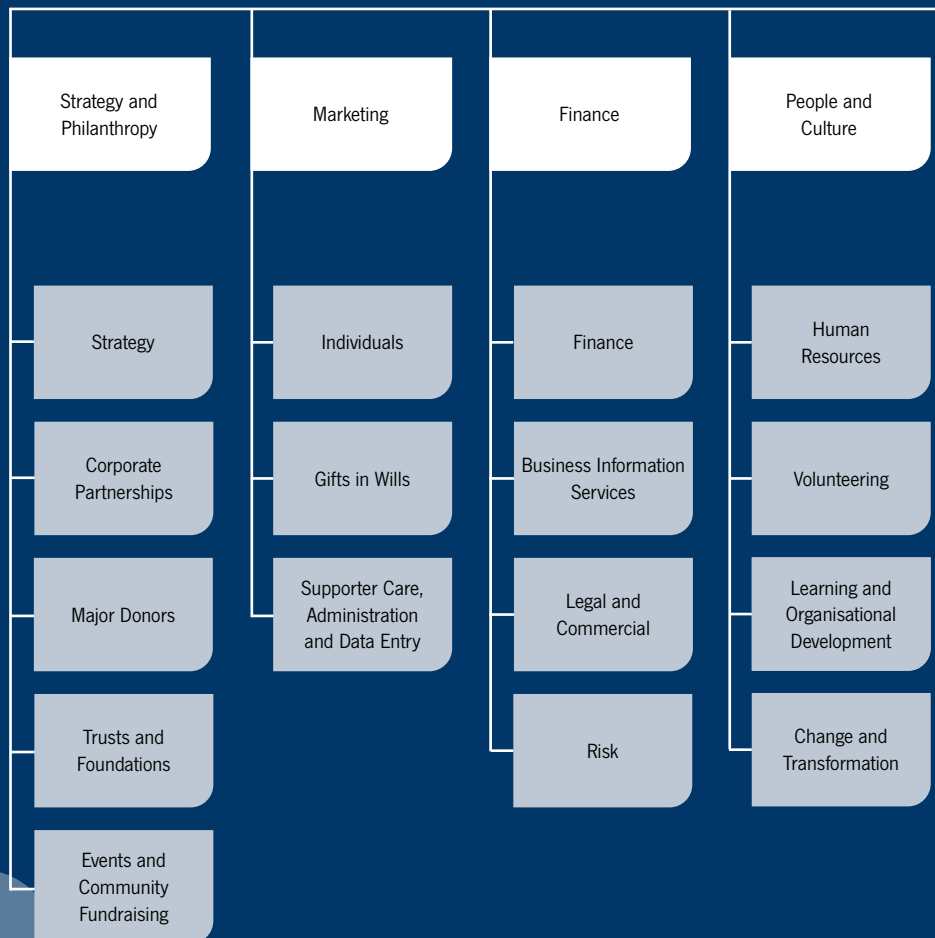 Strategy and
Philanthropy
Marketing
Finance
People and
Culture
Strategy
Corporate
Partnerships
Major Donors
Trusts and
Foundations
Events and
Community
Fundraising
Individuals
Gifts in Wills
Supporter Care,
Administration
and Data Entry
Finance
Business Information
Services
Legal and
Commercial
Risk
Human
Resources
Volunteering
Learning and
Organisational
Development
Change and
Transformation